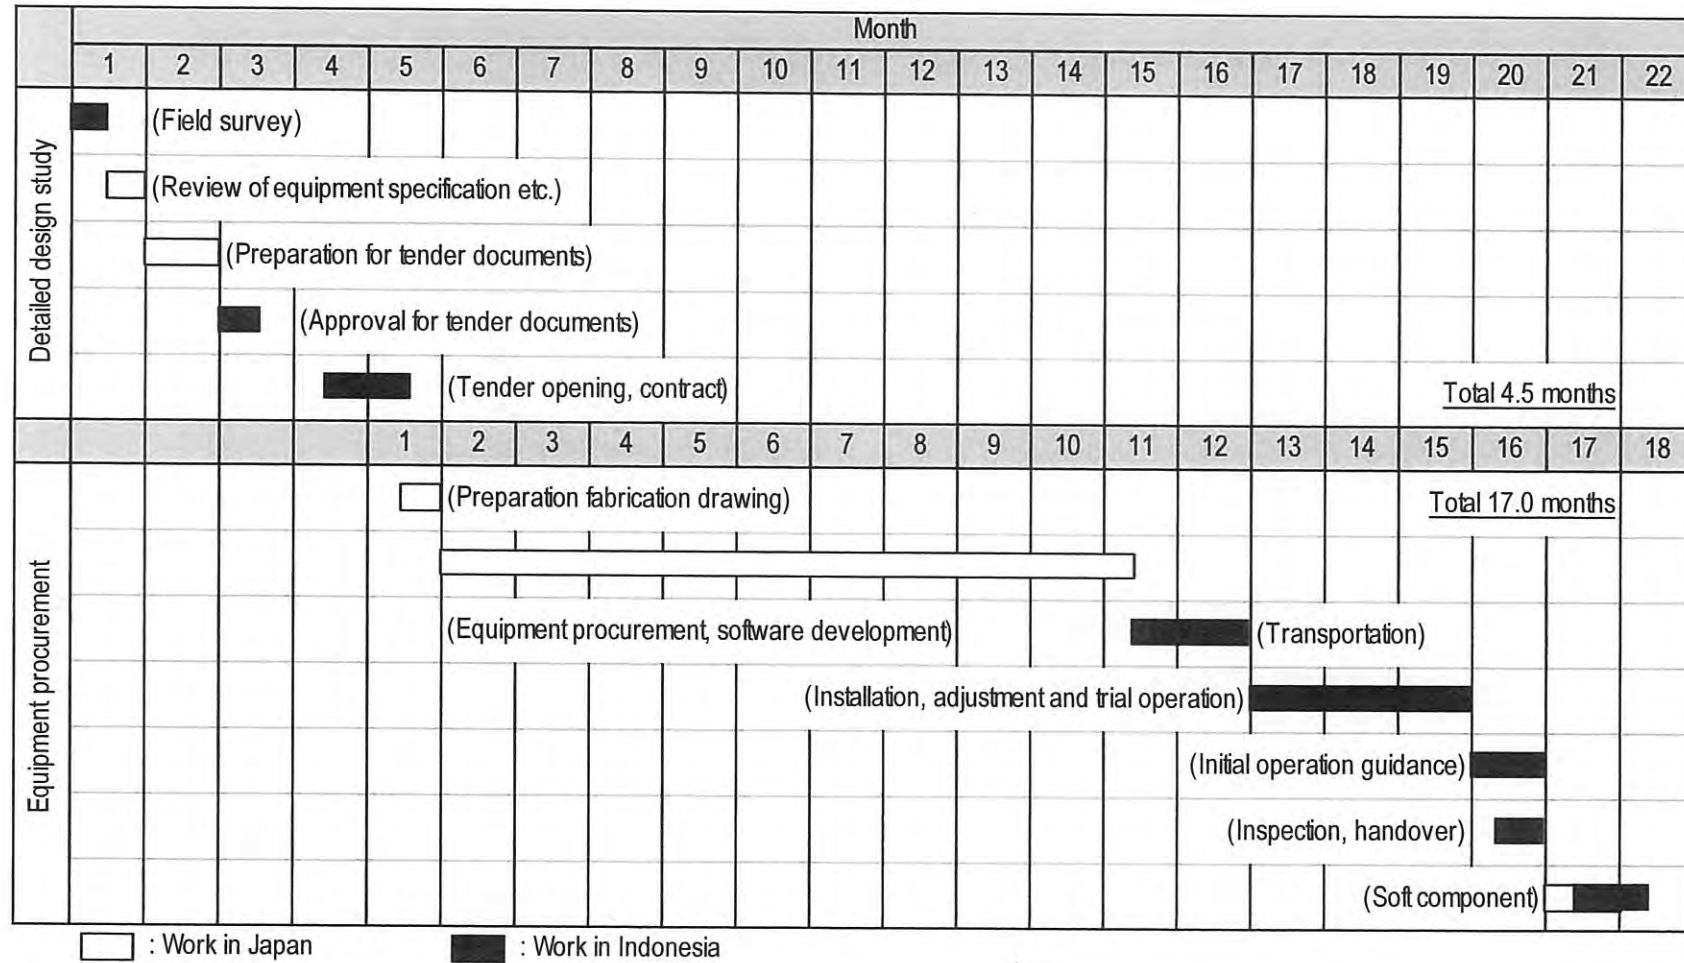 Month
1 2 3 4 5 6 7 8 9 10 11 12 13 14 15 16 17 18 19 20 21 22
Detailed design study
(Field survey)
(Review of equipment specification etc.)
(Preparation for tender documents)
(Approval for tender documents)
(Tender opening, contract)
Total 4.5 months
1 2 3 4 5 6 7 8 9 10 11 12 13 14 15 16 17 18
Equipment procurement
(Preparation fabrication drawing)
Total 17.0 months
(Equipment procurement, software development)
(Transportation)
(Installation, adjustment and trial operation)
(Initial operation guidance)
(Inspection, handover)
(Soft component)
: Work in Japan
: Work in Indonesia